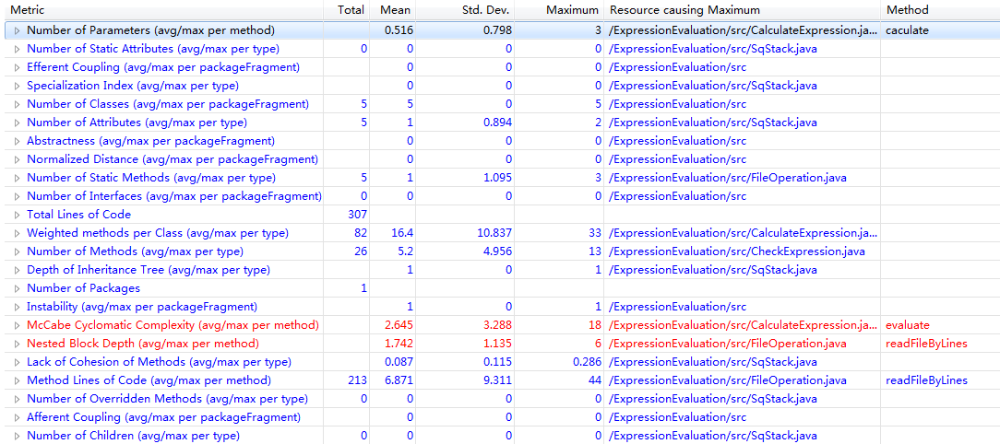 Metric Total Mean Std. Dev. Maximum Resource causing Maximum Method
Number of Parameters (avg/max per method) 0.516 0.798 3 /ExpressionEvaluation/src/CalculateExpression.ja... caculate
Number of Static Attributes (avg/max per type) 0 0 0 0 /ExpressionEvaluation/src/SqStack.java
Efferent Coupling (avg/max per packageFragment) 0 0 0 /ExpressionEvaluation/src
Specialization Index (avg/max per type) 0 0 0 /ExpressionEvaluation/src/SqStack.java
Number of Classes (avg/max per packageFragment) 5 5 0 5 /ExpressionEvaluation/src
Number of Attributes (avg/max per type) 5 1 0.894 2 /ExpressionEvaluation/src/SqStack.java
Abstractness (avg/max per packageFragment) 0 0 0 /ExpressionEvaluation/src
Normalized Distance (avg/max per packageFragment) 0 0 0 /ExpressionEvaluation/src
Number of Static Methods (avg/max per type) 5 1 1.095 3 /ExpressionEvaluation/src/FileOperation.java
Number of Interfaces (avg/max per packageFragment) 0 0 0 0 /ExpressionEvaluation/src
Total Lines of Code 307
Weighted methods per Class (avg/max per type) 82 16.4 10.837 33 /ExpressionEvaluation/src/CalculateExpression.ja...
Number of Methods (avg/max per type) 26 5.2 4.956 13 /ExpressionEvaluation/src/CheckExpression.java
Depth of Inheritance Tree (avg/max per type) 1 0 1 /ExpressionEvaluation/src/SqStack.java
Number of Packages 1
Instability (avg/max per packageFragment) 1 0 1 /ExpressionEvaluation/src
McCabe Cyclomatic Complexity (avg/max per method) 2.645 3.288 18 /ExpressionEvaluation/src/CalculateExpression.ja... evaluate
Nested Block Depth (avg/max per method) 1.742 1.135 6 /ExpressionEvaluation/src/FileOperation.java readFileByLines
Lack of Cohesion of Methods (avg/max per type) 0.087 0.115 0.286 /ExpressionEvaluation/src/SqStack.java
Method Lines of Code (avg/max per method) 213 6.871 9.311 44 /ExpressionEvaluation/src/FileOperation.java readFileByLines
Number of Overridden Methods (avg/max per type) 0 0 0 0 /ExpressionEvaluation/src/SqStack.java
Afferent Coupling (avg/max per packageFragment) 0 0 0 /ExpressionEvaluation/src
Number of Children (avg/max per type) 0 0 0 0 /ExpressionEvaluation/src/SqStack.java